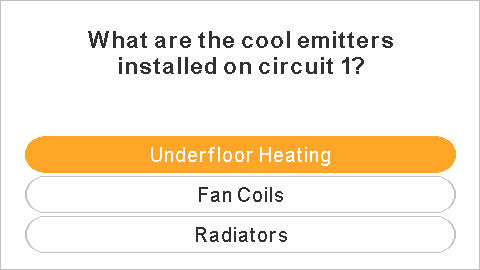 What are the cool emitters
installed on circuit 1?
Underfloor Heating
Fan Coils
Radiators